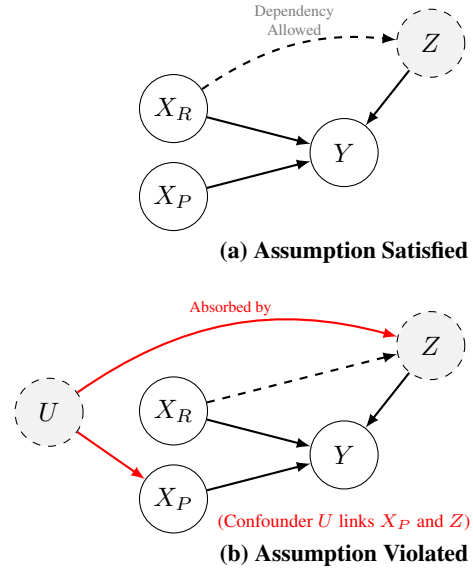 Dependency
Allowed
Z
X_R
Y
X_P
(a) Assumption Satisfied
Absorbed by
Z
U
X_R
Y
X_P
(Confounder U links X_P and Z)
(b) Assumption Violated